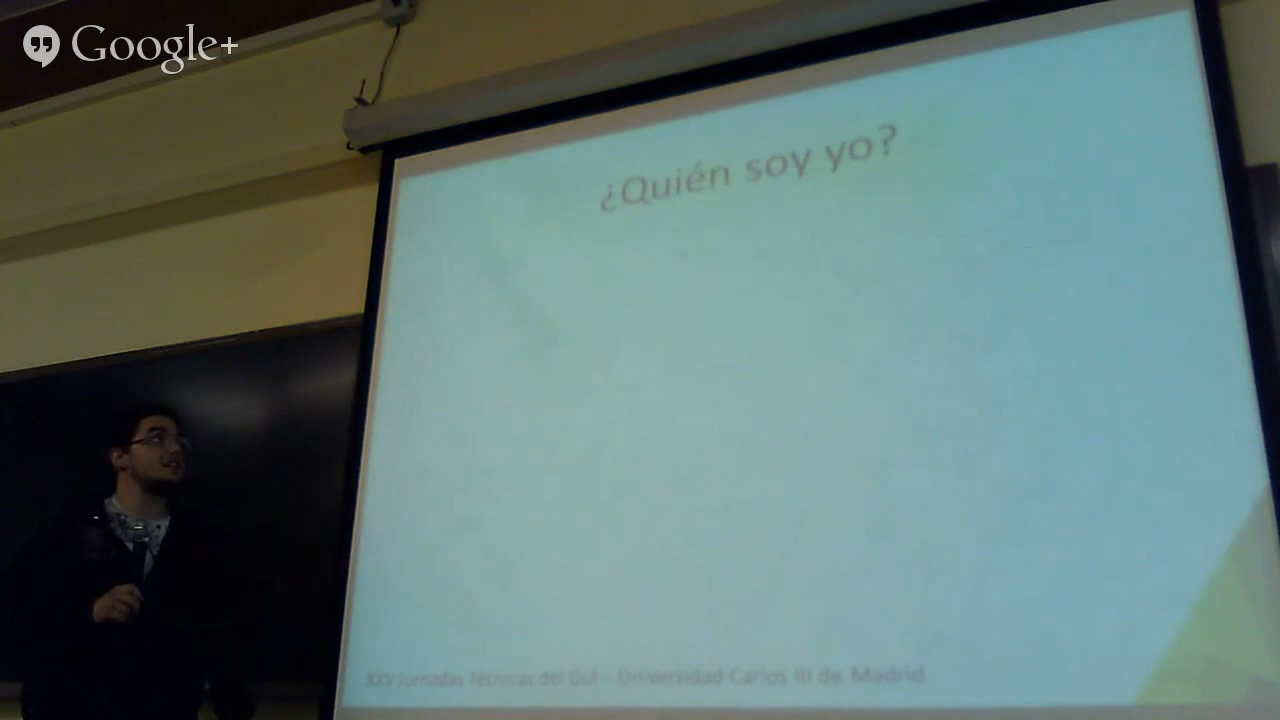 Google+
¿Quién soy yo?
XXV Jornadas Técnicas del Gul – Universidad Carlos III de Madrid